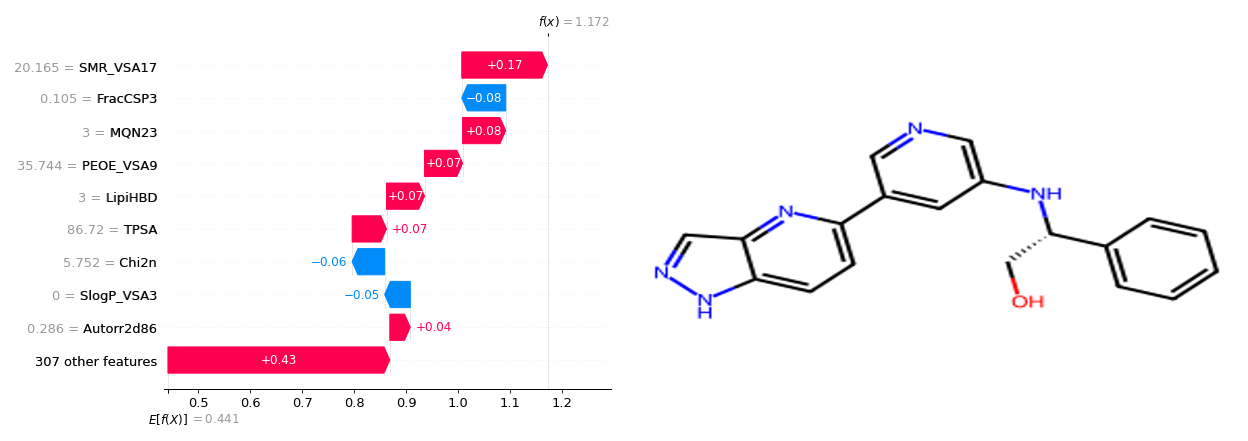 f(x) = 1.172
20.165 = SMR_VSA17 +0.17
0.105 = FracCSP3 −0.08
3 = MQN23 +0.08
35.744 = PEOE_VSA9 +0.07
3 = LipiHBD +0.07
86.72 = TPSA +0.07
5.752 = Chi2n −0.06
0 = SlogP_VSA3 −0.05
0.286 = Autorr2d86 +0.04
307 other features +0.43
0.5 0.6 0.7 0.8 0.9 1.0 1.1 1.2
E[f(X)] = 0.441
N
NH
N
N
N
H
OH